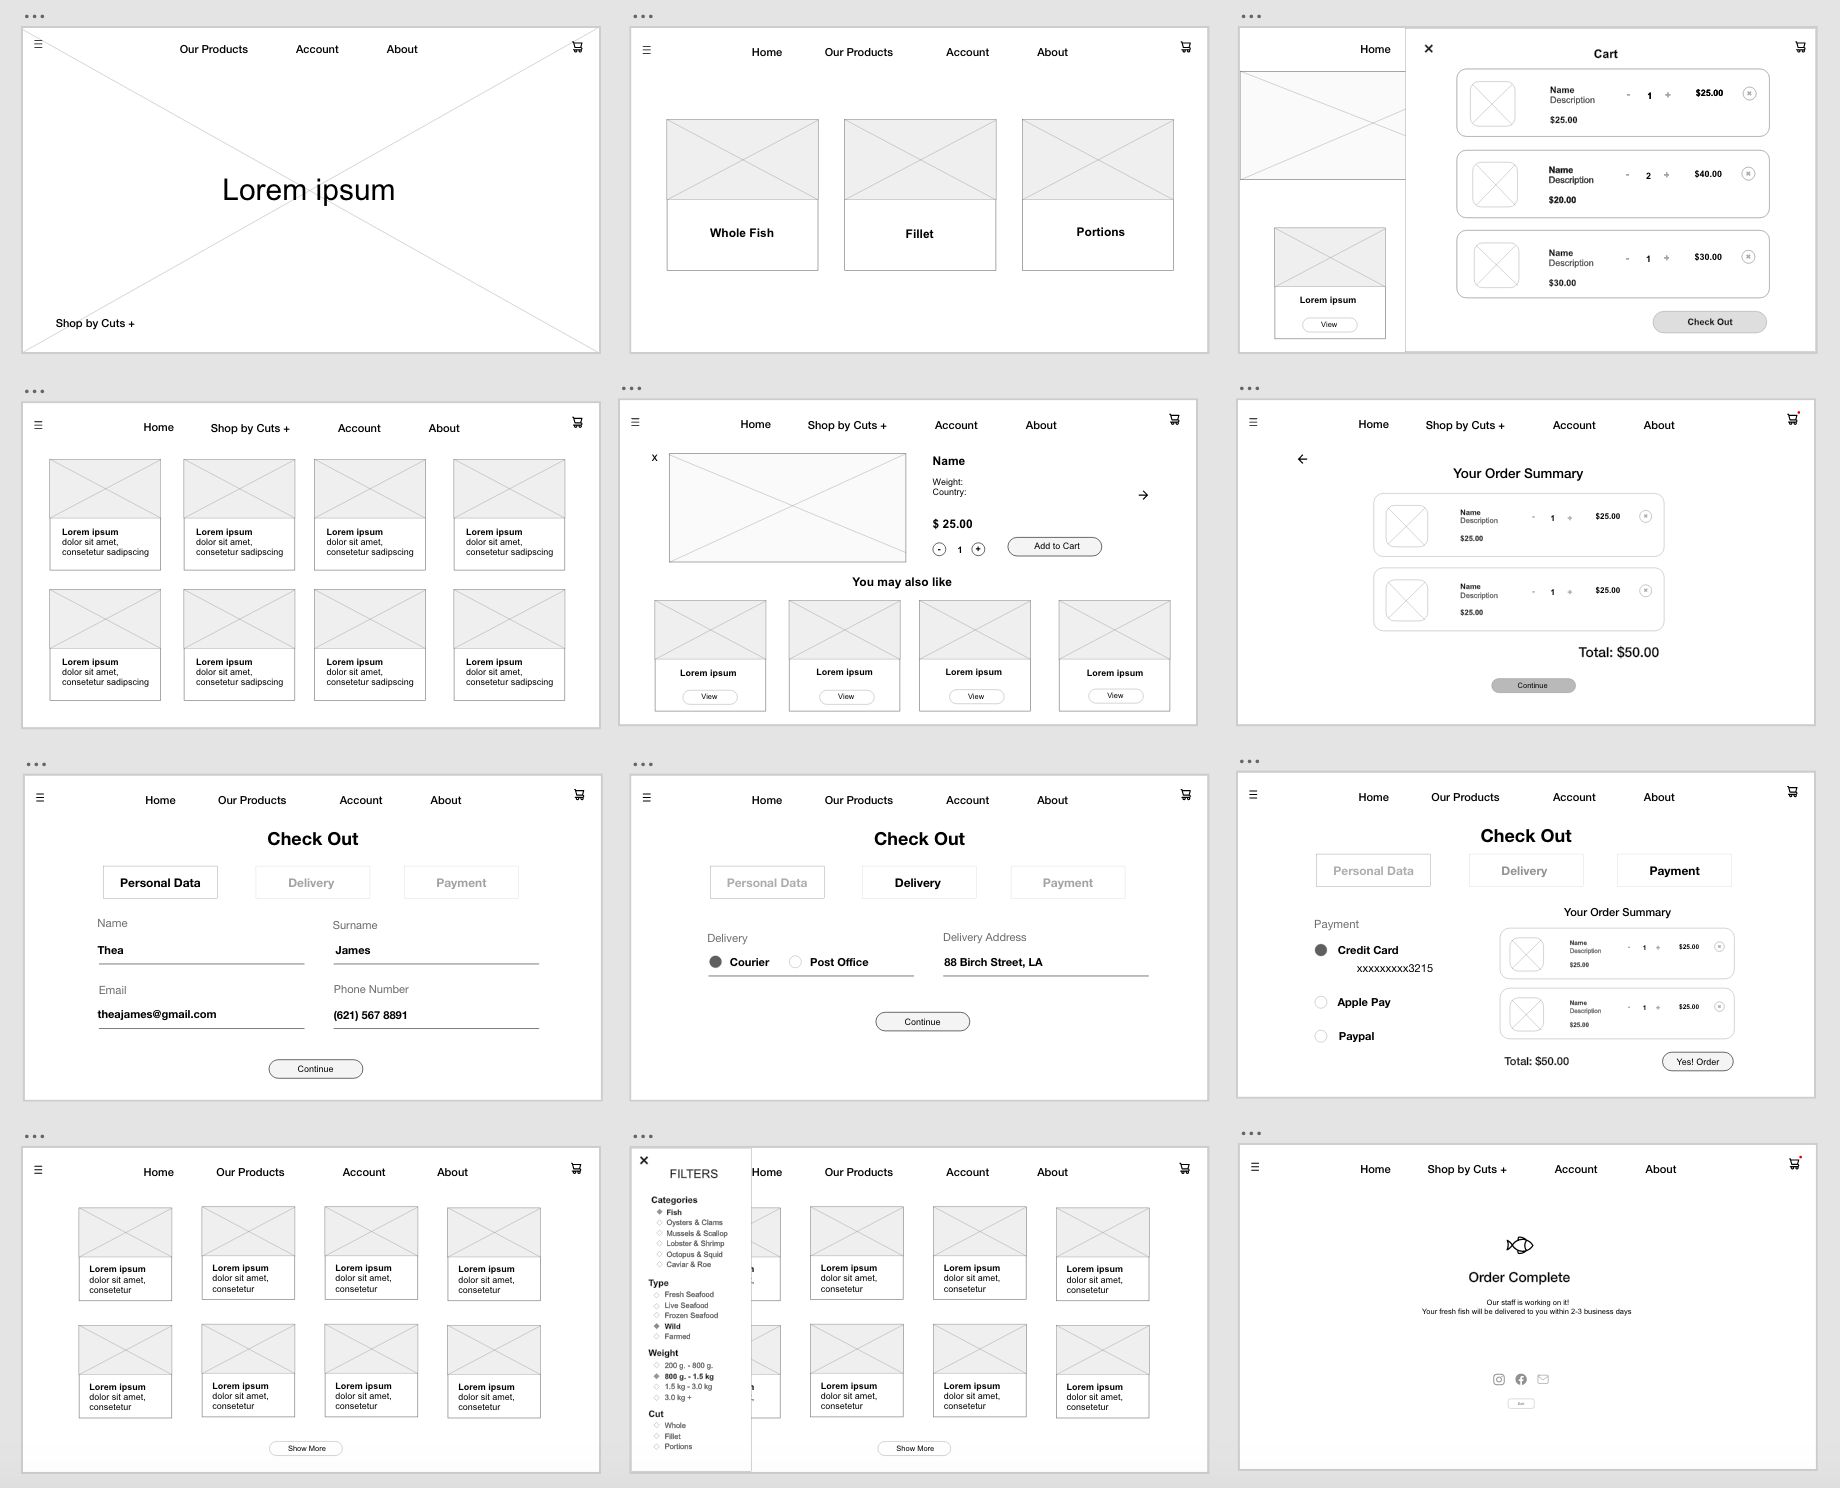 Our Products Account About
Lorem ipsum
Shop by Cuts +
Home Our Products Account About
Whole Fish Fillet Portions
Home
Lorem ipsum
View
Cart
Name
Description - 1 + $25.00
$25.00
Name
Description - 2 + $40.00
$20.00
Name
Description - 1 + $30.00
$30.00
Check Out
Home Shop by Cuts + Account About
Lorem ipsum Lorem ipsum Lorem ipsum Lorem ipsum
dolor sit amet, dolor sit amet, dolor sit amet, dolor sit amet,
consetetur sadipscing consetetur sadipscing consetetur sadipscing consetetur sadipscing
Lorem ipsum Lorem ipsum Lorem ipsum Lorem ipsum
dolor sit amet, dolor sit amet, dolor sit amet, dolor sit amet,
consetetur sadipscing consetetur sadipscing consetetur sadipscing consetetur sadipscing
Home Shop by Cuts + Account About
X
Name
Weight:
Country:
$ 25.00
- 1 + Add to Cart
You may also like
Lorem ipsum Lorem ipsum Lorem ipsum Lorem ipsum
View View View View
Home Shop by Cuts + Account About
Your Order Summary
Name
Description - 1 + $25.00
$25.00
Name
Description - 1 + $25.00
$25.00
Total: $50.00
Continue
Home Our Products Account About
Check Out
Personal Data Delivery Payment
Name Surname
Thea James
Email Phone Number
theajames@gmail.com (621) 567 8891
Continue
Home Our Products Account About
Check Out
Personal Data Delivery Payment
Delivery Delivery Address
Courier Post Office 88 Birch Street, LA
Continue
Home Our Products Account About
Check Out
Personal Data Delivery Payment
Payment
Credit Card
xxxxxxxxx3215
Apple Pay
Paypal
Your Order Summary
Name
Description - 1 + $25.00
$25.00
Name
Description - 1 + $25.00
$25.00
Total: $50.00 Yes! Order
Home Our Products Account About
Lorem ipsum Lorem ipsum Lorem ipsum Lorem ipsum
dolor sit amet, dolor sit amet, dolor sit amet, dolor sit amet,
consetetur consetetur consetetur consetetur
Lorem ipsum Lorem ipsum Lorem ipsum Lorem ipsum
dolor sit amet, dolor sit amet, dolor sit amet, dolor sit amet,
consetetur consetetur consetetur consetetur
Show More
FILTERS
Categories
Fish
Oysters & Clams
Mussels & Scallop
Lobster & Shrimp
Octopus & Squid
Caviar & Roe
Type
Fresh Seafood
Live Seafood
Frozen Seafood
Wild
Farmed
Weight
200 g. - 800 g.
800 g. - 1.5 kg
1.5 kg - 3.0 kg
3.0 kg +
Cut
Whole
Fillet
Portions
Home Our Products Account About
Lorem ipsum Lorem ipsum Lorem ipsum
dolor sit amet, dolor sit amet, dolor sit amet,
consetetur consetetur consetetur
Lorem ipsum Lorem ipsum Lorem ipsum
dolor sit amet, dolor sit amet, dolor sit amet,
consetetur consetetur consetetur
Show More
Home Shop by Cuts + Account About
Order Complete
Our staff is working on it!
Your fresh fish will be delivered to you within 2-3 business days